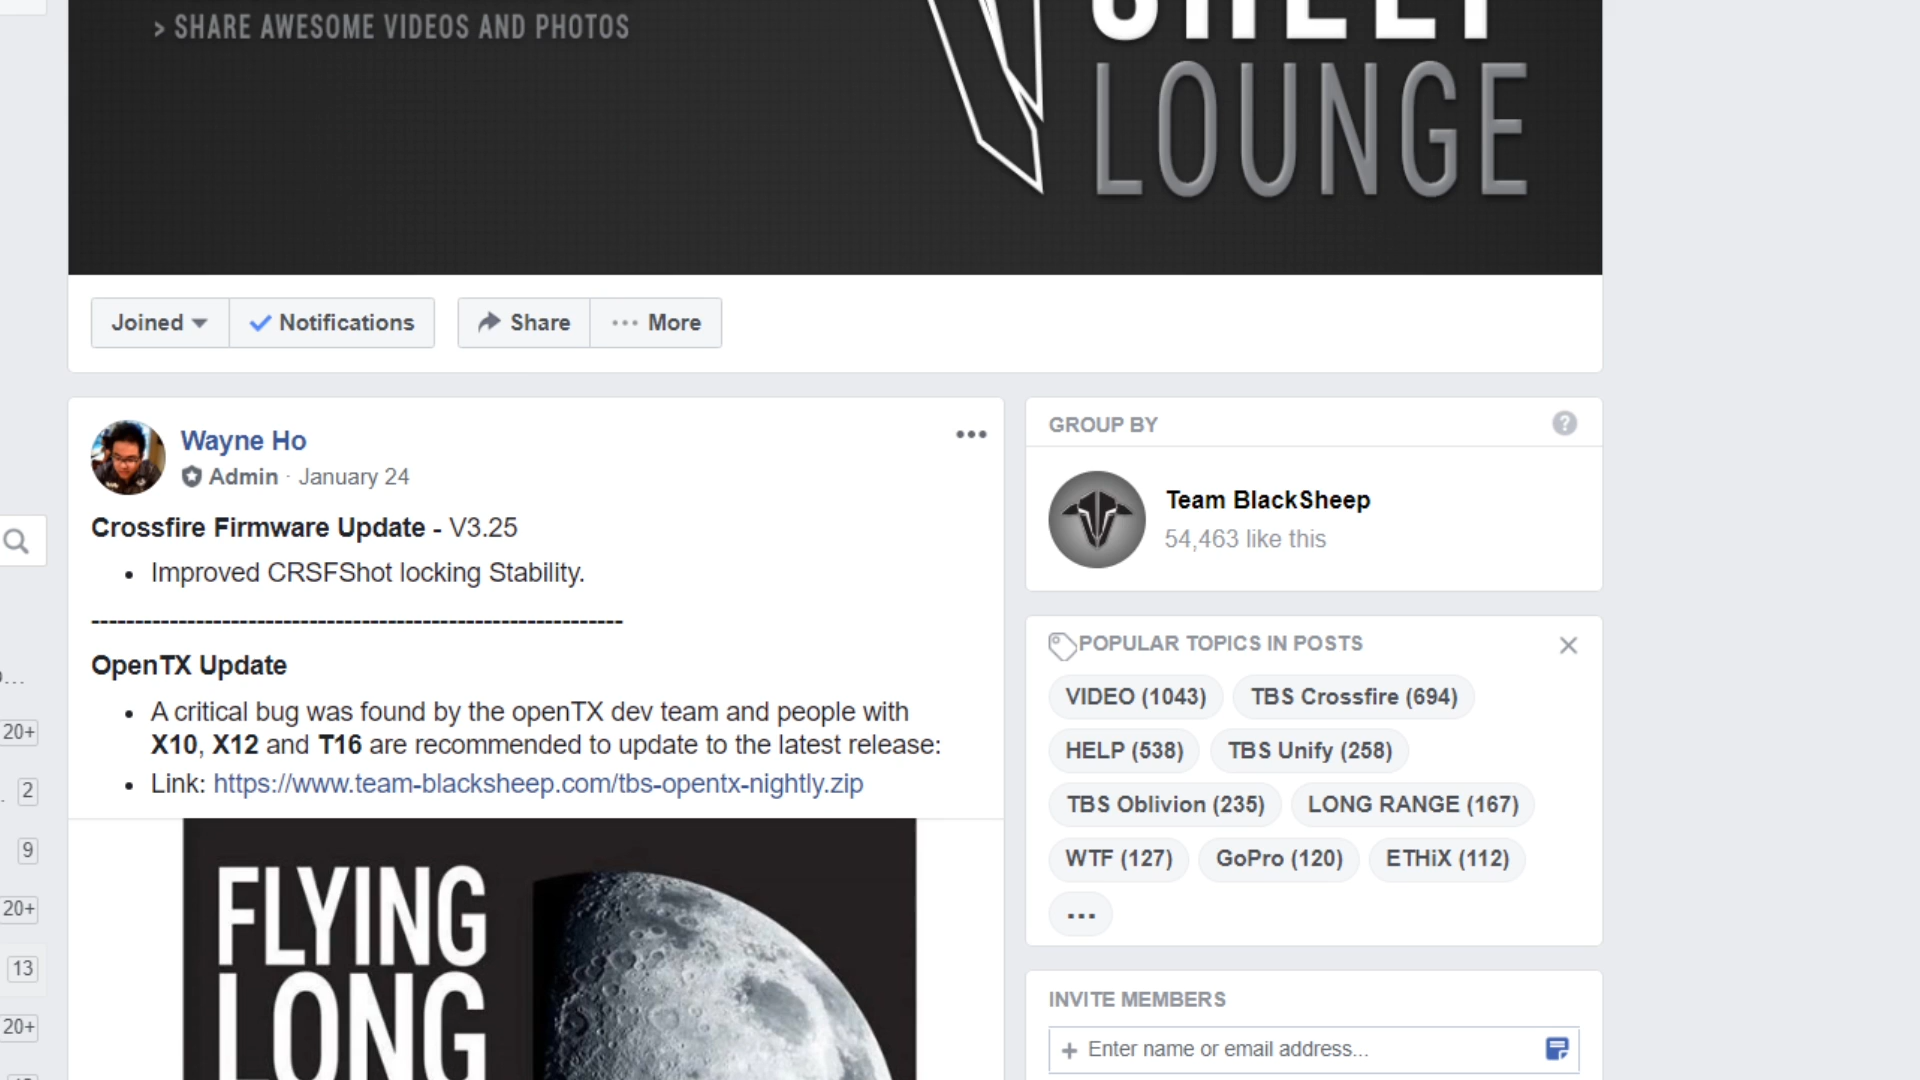 > SHARE AWESOME VIDEOS AND PHOTOS
LOUNGE
Joined
Notifications
Share
More
Wayne Ho
Admin · January 24
Crossfire Firmware Update - V3.25
• Improved CRSFShot locking Stability.
-------------------------------------------------------------
OpenTX Update
• A critical bug was found by the openTX dev team and people with
X10, X12 and T16 are recommended to update to the latest release:
• Link: https://www.team-blacksheep.com/tbs-opentx-nightly.zip
FLYING
LONG
GROUP BY
?
Team BlackSheep
54,463 like this
POPULAR TOPICS IN POSTS
VIDEO (1043)
TBS Crossfire (694)
HELP (538)
TBS Unify (258)
TBS Oblivion (235)
LONG RANGE (167)
WTF (127)
GoPro (120)
ETHiX (112)
...
INVITE MEMBERS
+ Enter name or email address...
20+
2
9
20+
13
20+